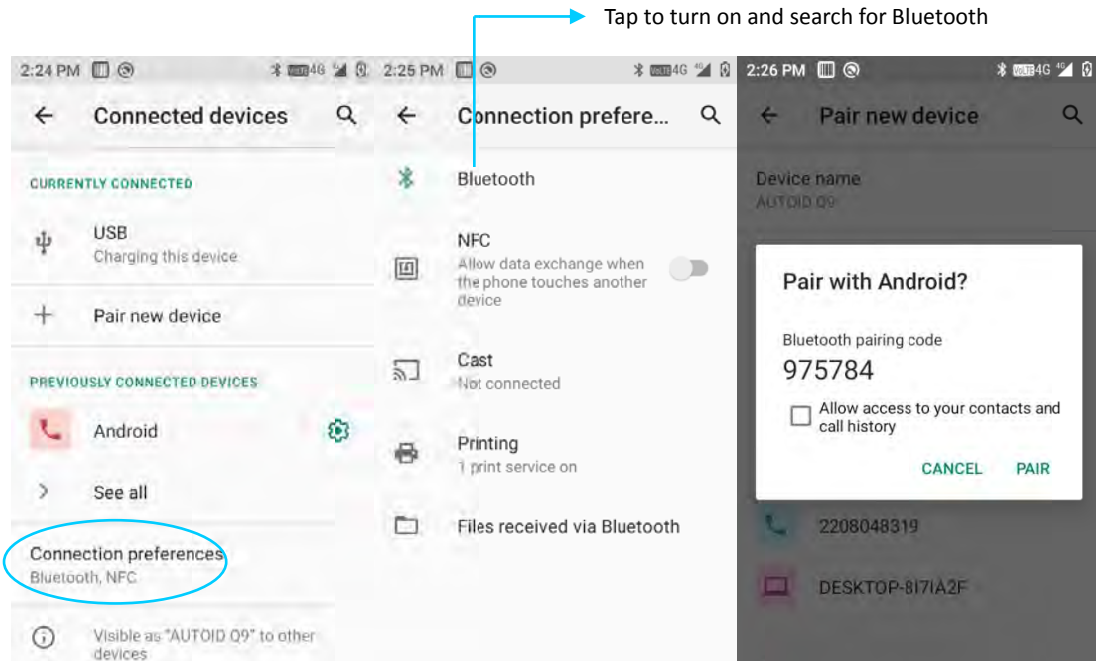 Tap to turn on and search for Bluetooth
2:24 PM
4G
Connected devices
CURRENTLY CONNECTED
USB
Charging this device
Pair new device
PREVIOUSLY CONNECTED DEVICES
Android
See all
Connection preferences
Bluetooth, NFC
Visible as "AUTOID Q9" to other
devices
2:25 PM
4G
Connection prefere...
Bluetooth
NFC
Allow data exchange when
the phone touches another
device
Cast
Not connected
Printing
1 print service on
Files received via Bluetooth
2:26 PM
VOLTE 4G 4G
Pair new device
Device name
AUTOID Q9
Pair with Android?
Bluetooth pairing code
975784
Allow access to your contacts and
call history
CANCEL PAIR
2208048319
DESKTOP-8I7IA2F